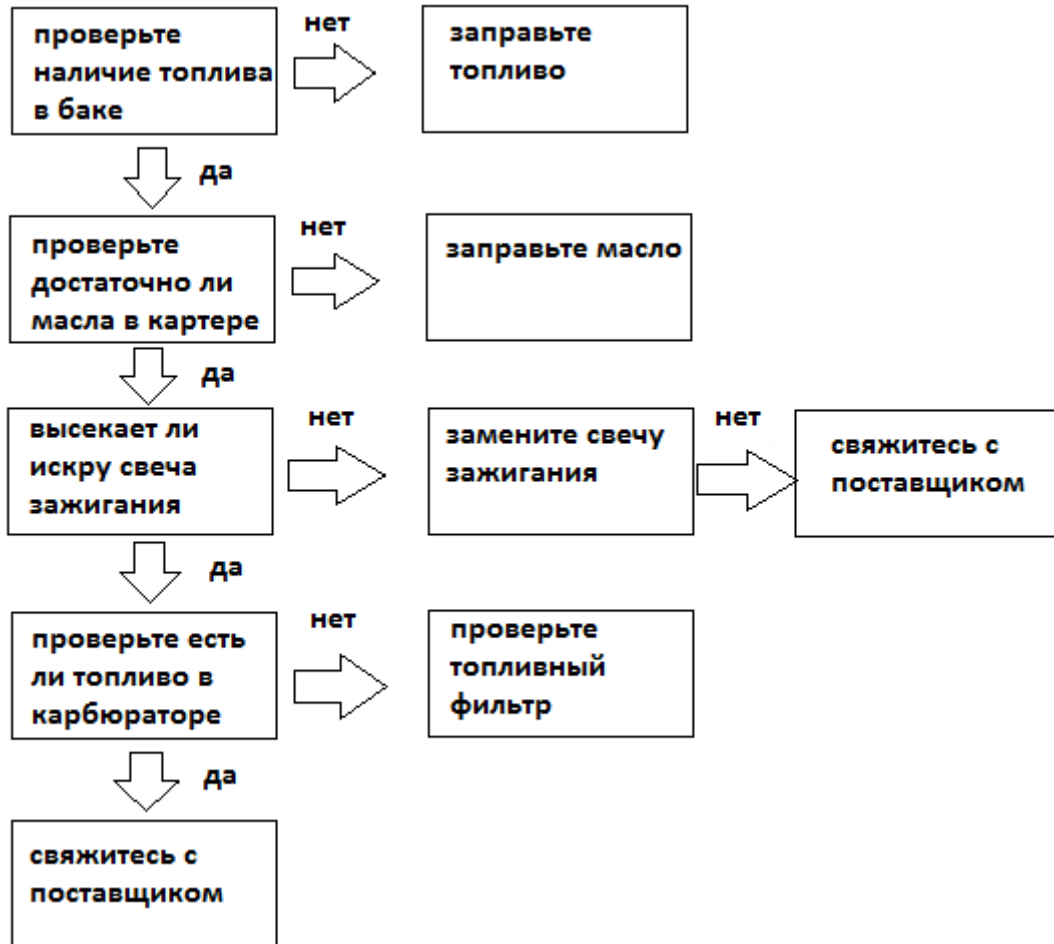 проверьте
наличие топлива
в баке
нет
заправьте
топливо
да
проверьте
достаточно ли
масла в картере
нет
заправьте масло
да
высекает ли
искру свеча
зажигания
нет
замените свечу
зажигания
нет
свяжитесь с
поставщиком
да
проверьте есть
ли топливо в
карбюраторе
нет
проверьте
топливный
фильтр
да
свяжитесь с
поставщиком